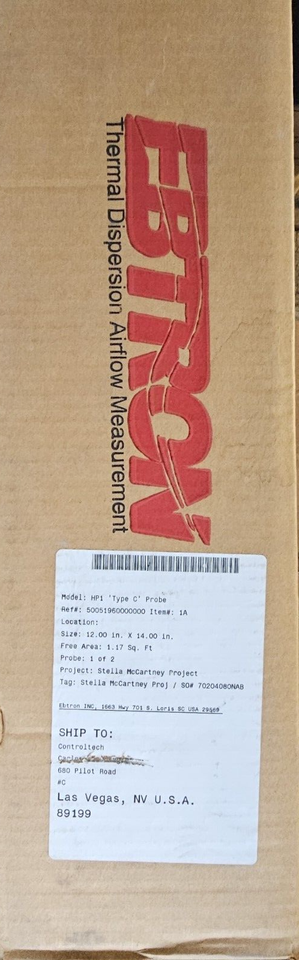 EBTRON
Thermal Dispersion Airflow Measurement
Model: HP1 'Type C' Probe
Ref#: 50051960000000 Item#: 1A
Location:
Size: 12.00 in. X 14.00 in.
Free Area: 1.17 Sq. Ft
Probe: 1 of 2
Project: Stella McCartney Project
Tag: Stella McCartney Proj / SO# 70204080NAB
Ebtron INC, 1663 Hwy 701 S. Loris SC USA 29569
SHIP TO:
Controltech
680 Pilot Road
#C
Las Vegas, NV U.S.A.
89199